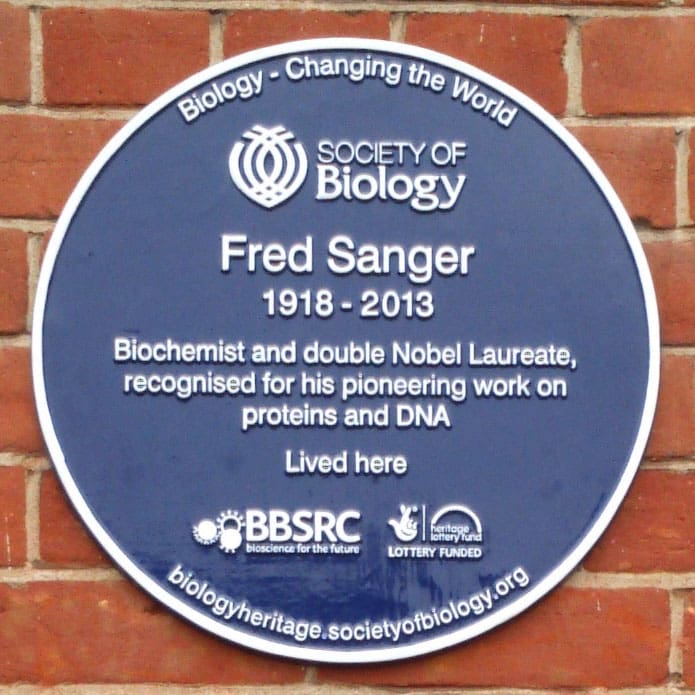 Biology - Changing the World
SOCIETY OF
Biology
Fred Sanger
1918 - 2013
Biochemist and double Nobel Laureate,
recognised for his pioneering work on
proteins and DNA
Lived here
BBSRC
bioscience for the future
heritage
lottery fund
LOTTERY FUNDED
biologyheritage.societyofbiology.org